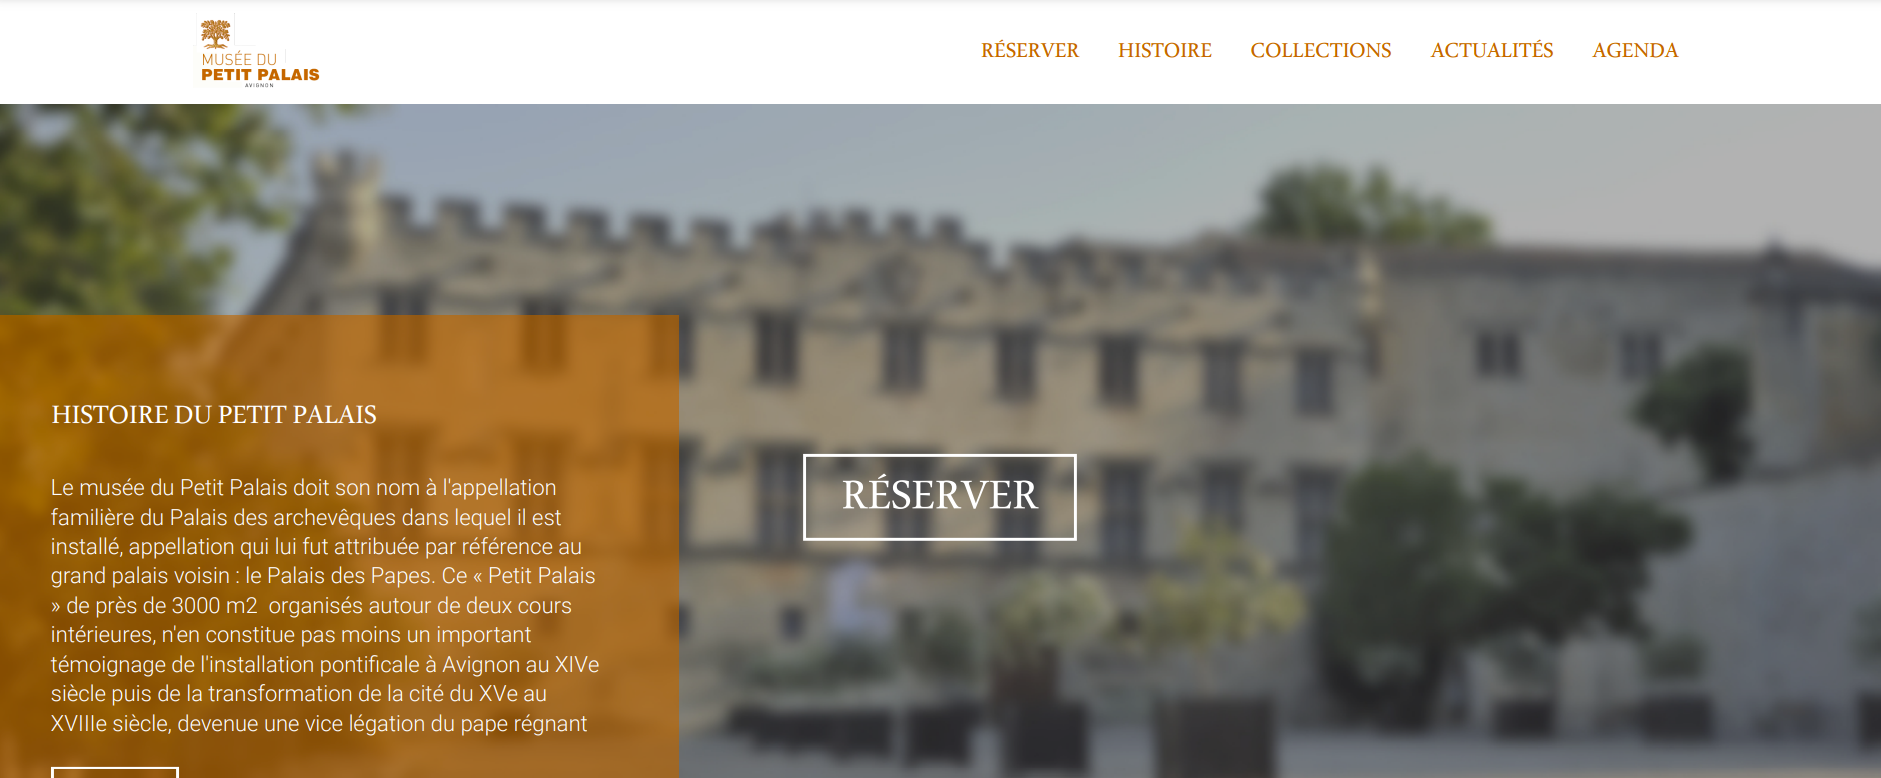 MUSÉE DU
PETIT PALAIS
AVIGNON
RÉSERVER HISTOIRE COLLECTIONS ACTUALITÉS AGENDA
HISTOIRE DU PETIT PALAIS
Le musée du Petit Palais doit son nom à l'appellation
familière du Palais des archevêques dans lequel il est
installé, appellation qui lui fut attribuée par référence au
grand palais voisin : le Palais des Papes. Ce « Petit Palais
» de près de 3000 m2  organisés autour de deux cours
intérieures, n'en constitue pas moins un important
témoignage de l'installation pontificale à Avignon au XIVe
siècle puis de la transformation de la cité du XVe au
XVIIIe siècle, devenue une vice légation du pape régnant
RÉSERVER